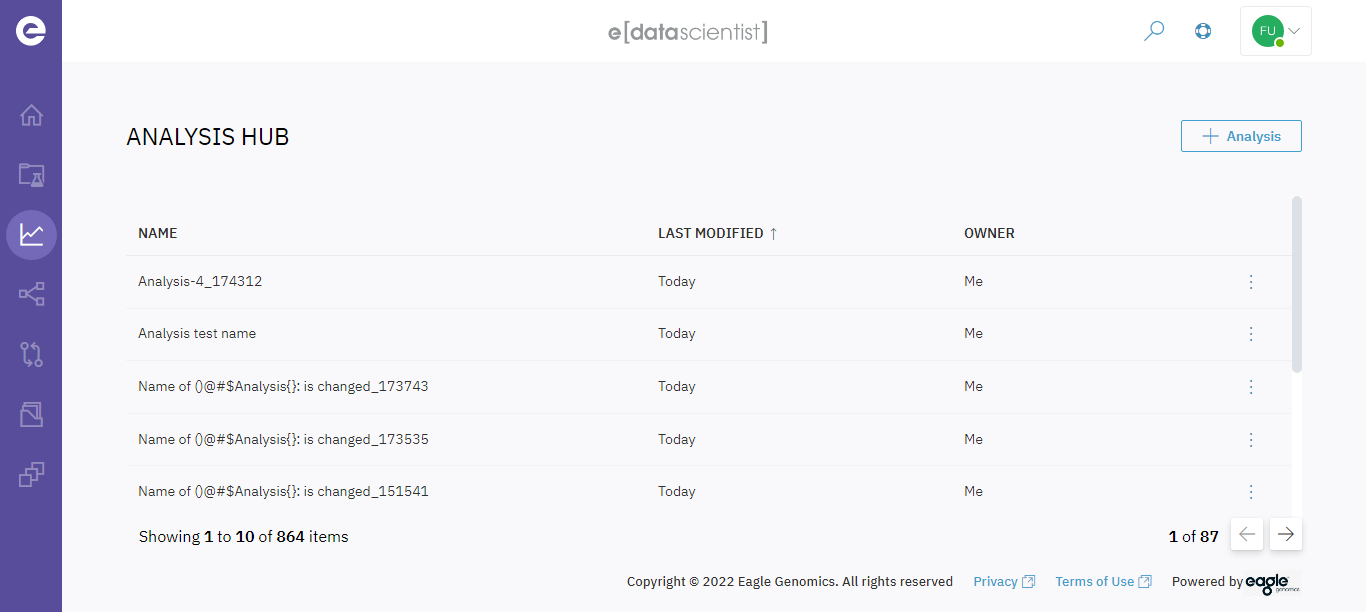 e
e[datascientist]
FU
ANALYSIS HUB
Analysis
NAME LAST MODIFIED ↑ OWNER
Analysis-4_174312 Today Me
Analysis test name Today Me
Name of ()@#$Analysis{}: is changed_173743 Today Me
Name of ()@#$Analysis{}: is changed_173535 Today Me
Name of ()@#$Analysis{}: is changed_151541 Today Me
Showing 1 to 10 of 864 items 1 of 87
Copyright © 2022 Eagle Genomics. All rights reserved Privacy Terms of Use Powered by eagle genomics